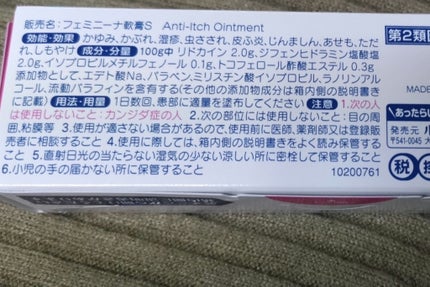 販売名：フェミニーナ軟膏S Anti-Itch Ointment
効能・効果 かゆみ、かぶれ、湿疹、虫さされ、皮ふ炎、じんましん、あせも、ただ
れ、しもやけ 成分・分量 100g中 リドカイン2.0g、ジフェンヒドラミン塩酸塩
2.0g、イソプロピルメチルフェノール0.1g、トコフェロール酢酸エステル0.3g
添加物として、エデト酸Na、パラベン、ミリスチン酸イソプロピル、ラノリンアル
コール、流動パラフィンを含有する(その他の添加物成分は箱内側の説明書
に記載) 用法・用量 1日数回、患部に適量を塗布してください 注意 1.次の人
は使用しないこと：カンジダ症の人 2.次の部位には使用しないこと：目の周
囲、粘膜等 3.使用が適さない場合があるので、使用前に医師、薬剤師又は登録販
売者に相談すること 4.使用に際しては、箱内側の説明書をよく読み保管する
こと 5.直射日光の当たらない湿気の少ない涼しい所に密栓して保管すること
6.小児の手の届かない所に保管すること
10200761
第2類医
MADE
あったらい
発売元
〒541-0045
税 控